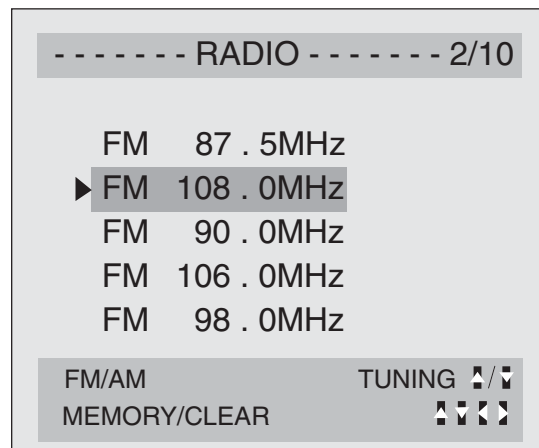 - - - - - - - RADIO - - - - - - - 2/10
FM 87 . 5MHz
FM 108 . 0MHz
FM 90 . 0MHz
FM 106 . 0MHz
FM 98 . 0MHz
FM/AM TUNING /
MEMORY/CLEAR